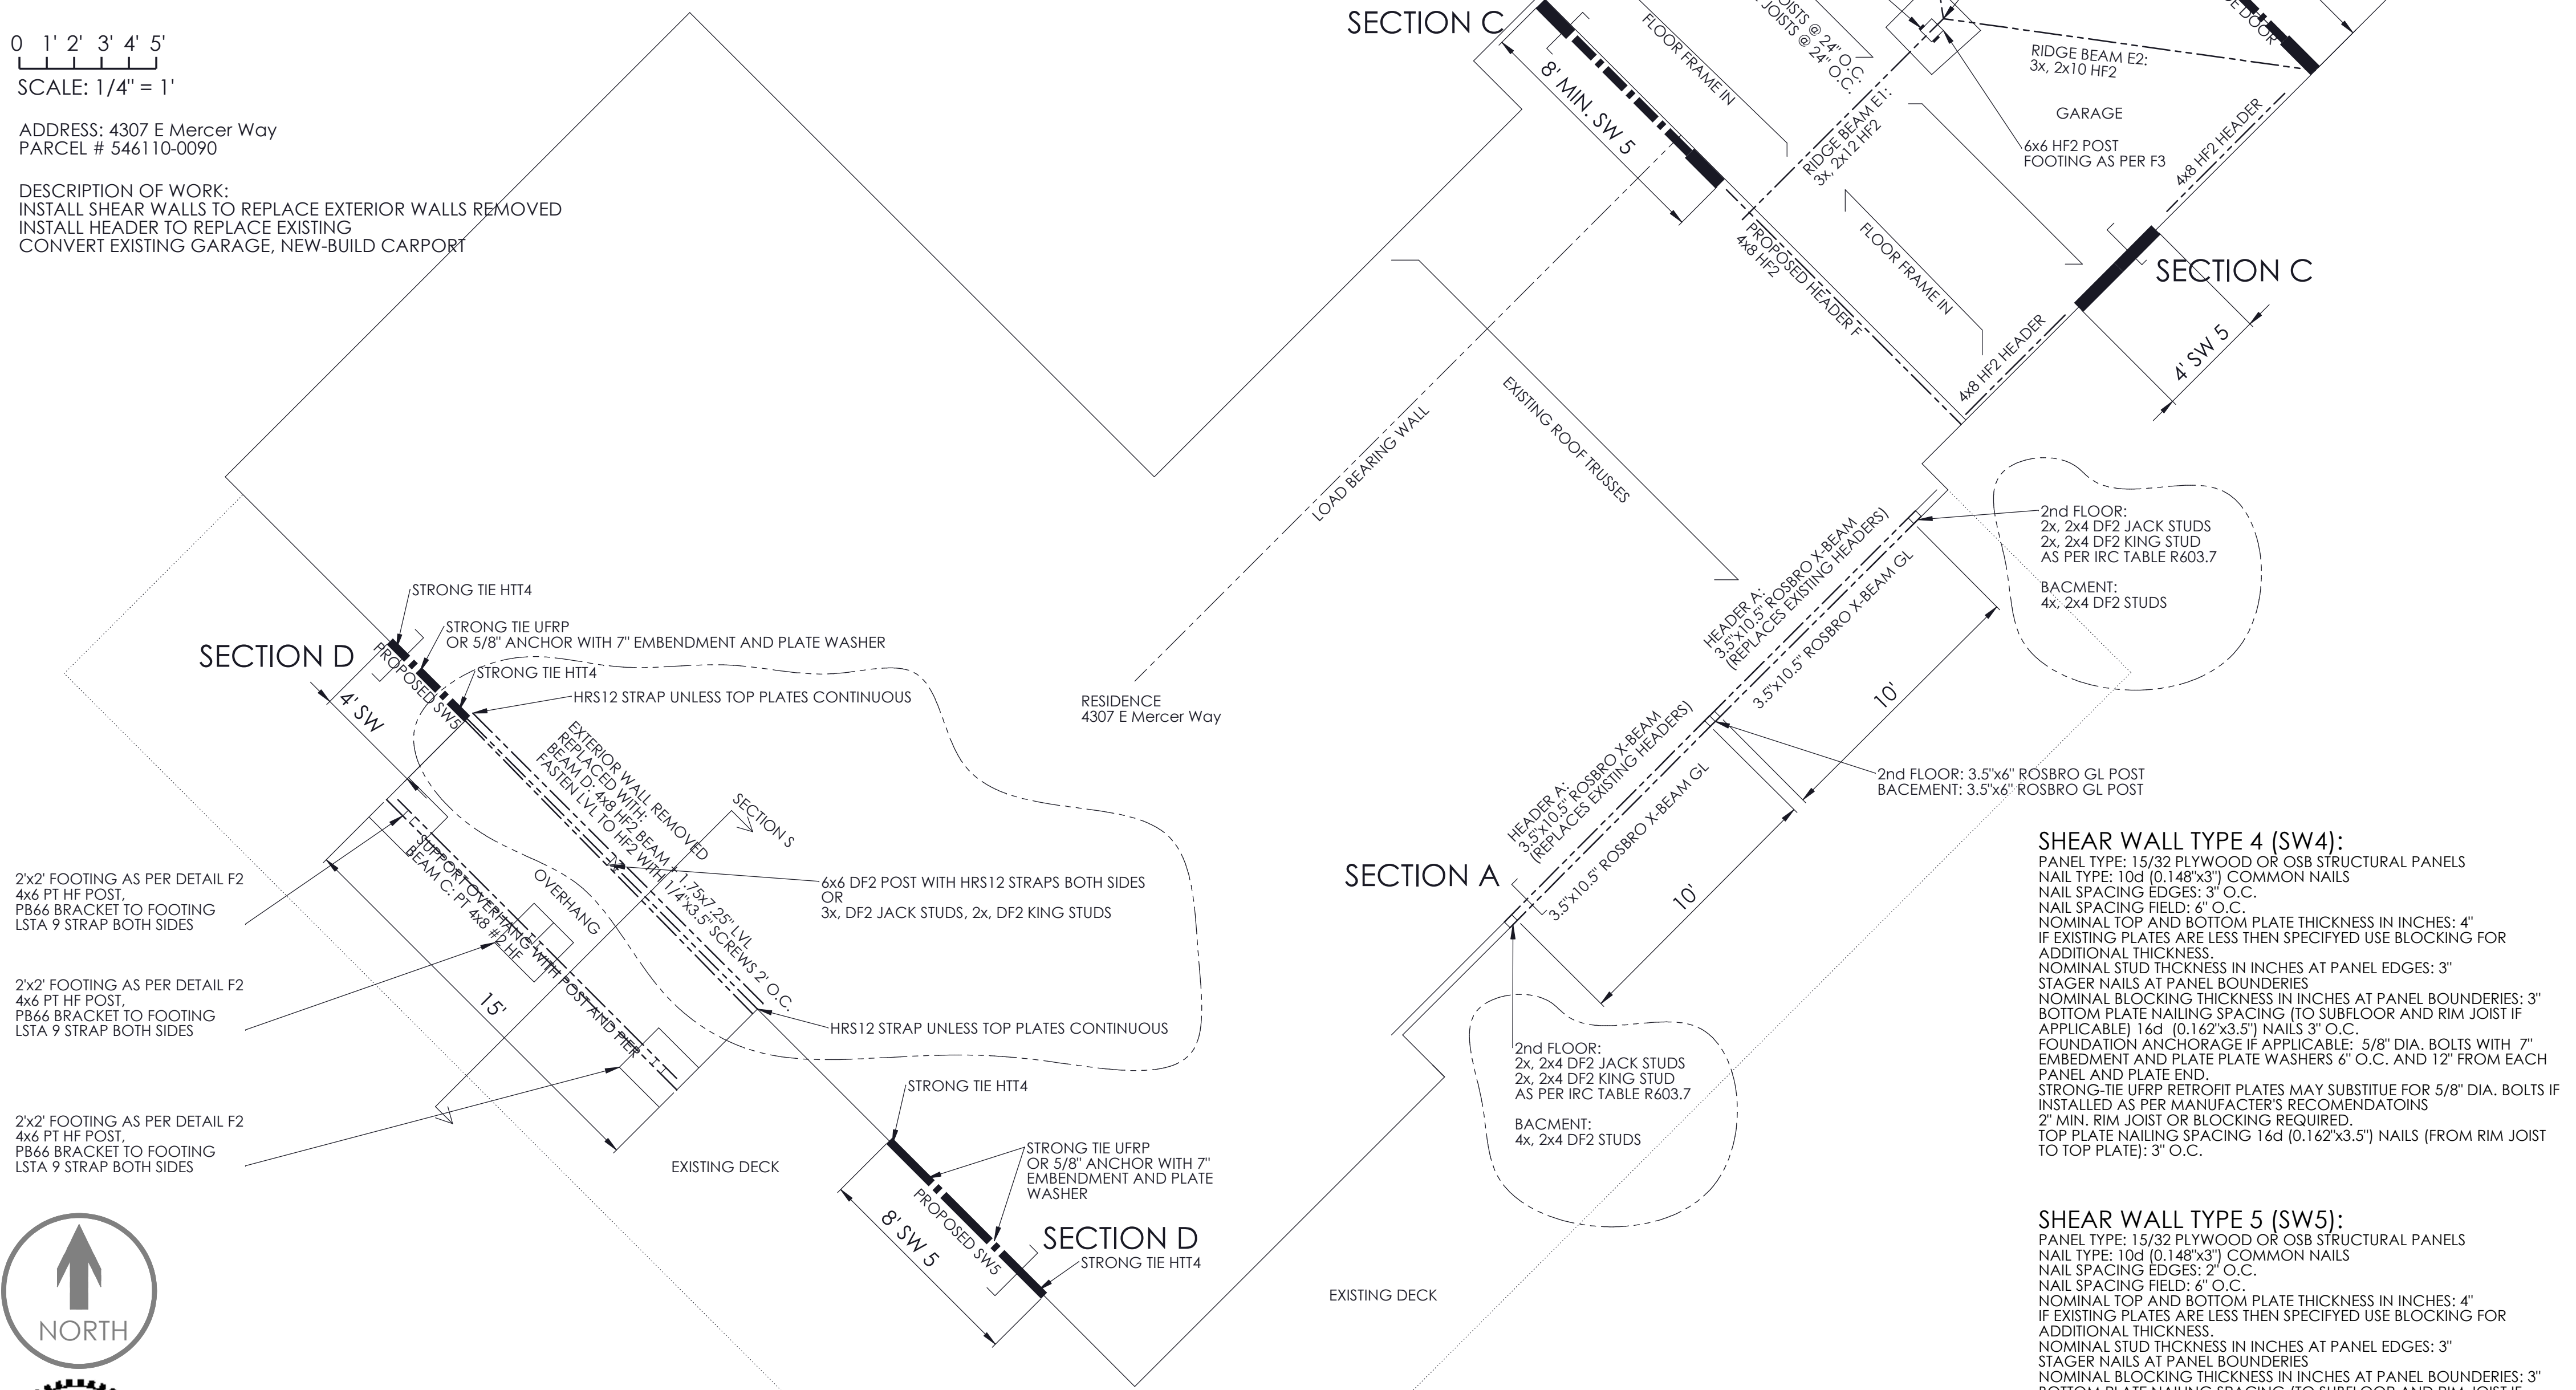 0 1' 2' 3' 4' 5'
SCALE: 1/4" = 1'
ADDRESS: 4307 E Mercer Way
PARCEL # 546110-0090
DESCRIPTION OF WORK:
INSTALL SHEAR WALLS TO REPLACE EXTERIOR WALLS REMOVED
INSTALL HEADER TO REPLACE EXISTING
CONVERT EXISTING GARAGE, NEW-BUILD CARPORT
SECTION C
8' MIN. SW 5
FLOOR FRAME IN
JOISTS @ 24" O.C.
JOISTS @ 24" O.C.
RIDGE BEAM E1:
3x, 2x12 HF2
DOOR
RIDGE BEAM E2:
3x, 2x10 HF2
GARAGE
6x6 HF2 POST
FOOTING AS PER F3
4x8 HF2 HEADER
SECTION C
4' SW 5
PROPOSED HEADER F
4x8 HF2
FLOOR FRAME IN
4x8 HF2 HEADER
LOAD BEARING WALL
EXISTING ROOF TRUSSES
2nd FLOOR:
2x, 2x4 DF2 JACK STUDS
2x, 2x4 DF2 KING STUD
AS PER IRC TABLE R603.7
BACMENT:
4x, 2x4 DF2 STUDS
HEADER A:
3.5"x10.5" ROSBRO X-BEAM
(REPLACES EXISTING HEADERS)
3.5"x10.5" ROSBRO X-BEAM GL
10'
STRONG TIE HTT4
STRONG TIE UFRP
OR 5/8" ANCHOR WITH 7" EMBENDMENT AND PLATE WASHER
STRONG TIE HTT4
HRS12 STRAP UNLESS TOP PLATES CONTINUOUS
SECTION D
PROPOSED SW5
4' SW
RESIDENCE
4307 E Mercer Way
EXTERIOR WALL REMOVED
REPLACED WITH:
BEAM D: 4x8 HF2 BEAM + 1.75x7.25" LVL
FASTEN LVL TO HF2 WITH 1/4"x3.5" SCREWS 2' O.C.
SECTION S
HEADER A:
3.5"x10.5" ROSBRO X-BEAM
(REPLACES EXISTING HEADERS)
3.5"x10.5" ROSBRO X-BEAM GL
10'
2nd FLOOR: 3.5"x6" ROSBRO GL POST
BACEMENT: 3.5"x6" ROSBRO GL POST
SECTION A
2'x2' FOOTING AS PER DETAIL F2
4x6 PT HF POST,
PB66 BRACKET TO FOOTING
LSTA 9 STRAP BOTH SIDES
SUPPORT OVERHANG WITH POST AND PIER
BEAM C: PT 4x8 #2 HF
OVERHANG
6x6 DF2 POST WITH HRS12 STRAPS BOTH SIDES
OR
3x, DF2 JACK STUDS, 2x, DF2 KING STUDS
2'x2' FOOTING AS PER DETAIL F2
4x6 PT HF POST,
PB66 BRACKET TO FOOTING
LSTA 9 STRAP BOTH SIDES
15'
HRS12 STRAP UNLESS TOP PLATES CONTINUOUS
2'x2' FOOTING AS PER DETAIL F2
4x6 PT HF POST,
PB66 BRACKET TO FOOTING
LSTA 9 STRAP BOTH SIDES
2nd FLOOR:
2x, 2x4 DF2 JACK STUDS
2x, 2x4 DF2 KING STUD
AS PER IRC TABLE R603.7
BACMENT:
4x, 2x4 DF2 STUDS
EXISTING DECK
STRONG TIE HTT4
STRONG TIE UFRP
OR 5/8" ANCHOR WITH 7"
EMBENDMENT AND PLATE
WASHER
PROPOSED SW5
8' SW 5
SECTION D
STRONG TIE HTT4
EXISTING DECK
NORTH
SHEAR WALL TYPE 4 (SW4):
PANEL TYPE: 15/32 PLYWOOD OR OSB STRUCTURAL PANELS
NAIL TYPE: 10d (0.148"x3") COMMON NAILS
NAIL SPACING EDGES: 3" O.C.
NAIL SPACING FIELD: 6" O.C.
NOMINAL TOP AND BOTTOM PLATE THICKNESS IN INCHES: 4"
IF EXISTING PLATES ARE LESS THEN SPECIFYED USE BLOCKING FOR
ADDITIONAL THICKNESS.
NOMINAL STUD THCKNESS IN INCHES AT PANEL EDGES: 3"
STAGER NAILS AT PANEL BOUNDERIES
NOMINAL BLOCKING THICKNESS IN INCHES AT PANEL BOUNDERIES: 3"
BOTTOM PLATE NAILING SPACING (TO SUBFLOOR AND RIM JOIST IF
APPLICABLE) 16d (0.162"x3.5") NAILS 3" O.C.
FOUNDATION ANCHORAGE IF APPLICABLE: 5/8" DIA. BOLTS WITH 7"
EMBEDMENT AND PLATE PLATE WASHERS 6" O.C. AND 12" FROM EACH
PANEL AND PLATE END.
STRONG-TIE UFRP RETROFIT PLATES MAY SUBSTITUE FOR 5/8" DIA. BOLTS IF
INSTALLED AS PER MANUFACTER'S RECOMENDATOINS
2" MIN. RIM JOIST OR BLOCKING REQUIRED.
TOP PLATE NAILING SPACING 16d (0.162"x3.5") NAILS (FROM RIM JOIST
TO TOP PLATE): 3" O.C.
SHEAR WALL TYPE 5 (SW5):
PANEL TYPE: 15/32 PLYWOOD OR OSB STRUCTURAL PANELS
NAIL TYPE: 10d (0.148"x3") COMMON NAILS
NAIL SPACING EDGES: 2" O.C.
NAIL SPACING FIELD: 6" O.C.
NOMINAL TOP AND BOTTOM PLATE THICKNESS IN INCHES: 4"
IF EXISTING PLATES ARE LESS THEN SPECIFYED USE BLOCKING FOR
ADDITIONAL THICKNESS.
NOMINAL STUD THCKNESS IN INCHES AT PANEL EDGES: 3"
STAGER NAILS AT PANEL BOUNDERIES
NOMINAL BLOCKING THICKNESS IN INCHES AT PANEL BOUNDERIES: 3"